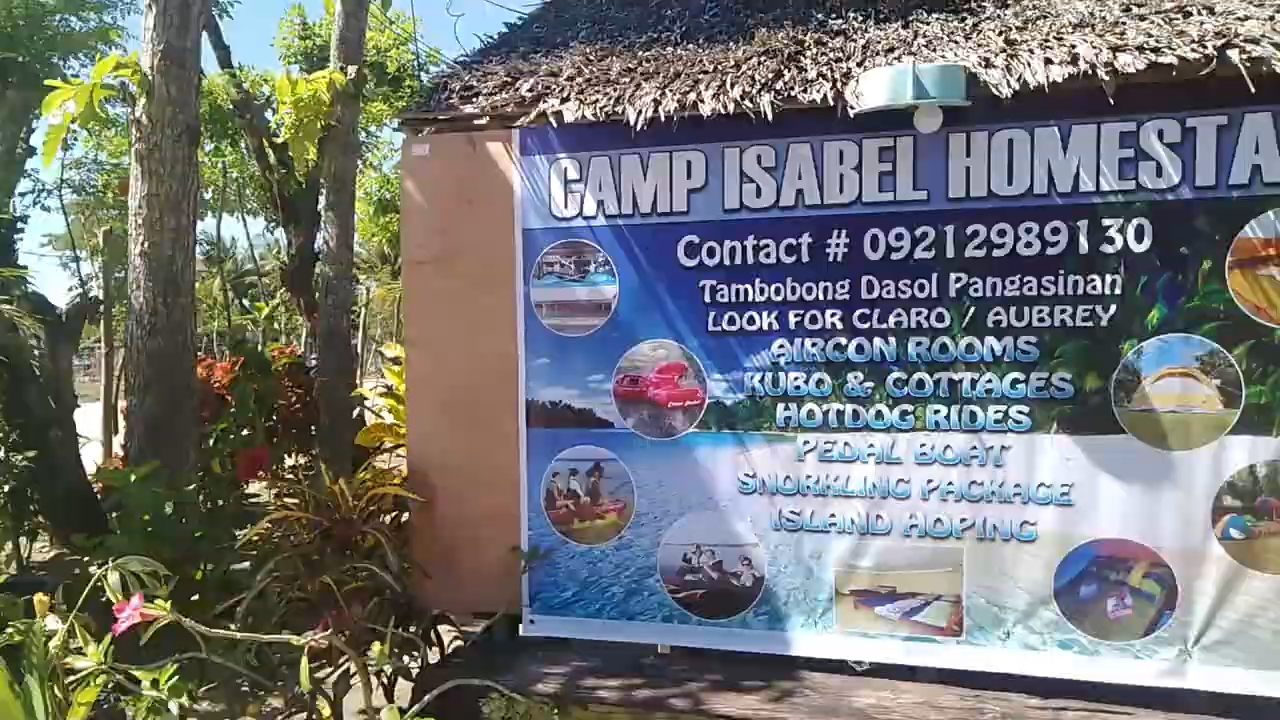 CAMP ISABEL HOMESTA
Contact # 09212989130
Tambobong Dasol Pangasinan
LOOK FOR CLARO / AUBREY
AIRCON ROOMS
KUBO & COTTAGES
HOTDOG RIDES
PEDAL BOAT
SNORKLING PACKAGE
ISLAND HOPING